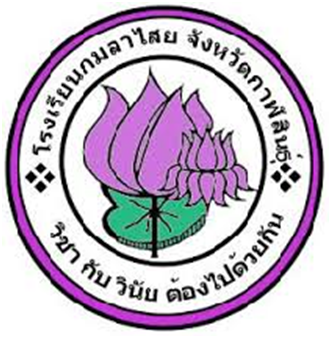 โรงเรียนกมลาไสย จังหวัดกาฬสินธุ์
วิชา กับ วินัย ต้องไปด้วยกัน